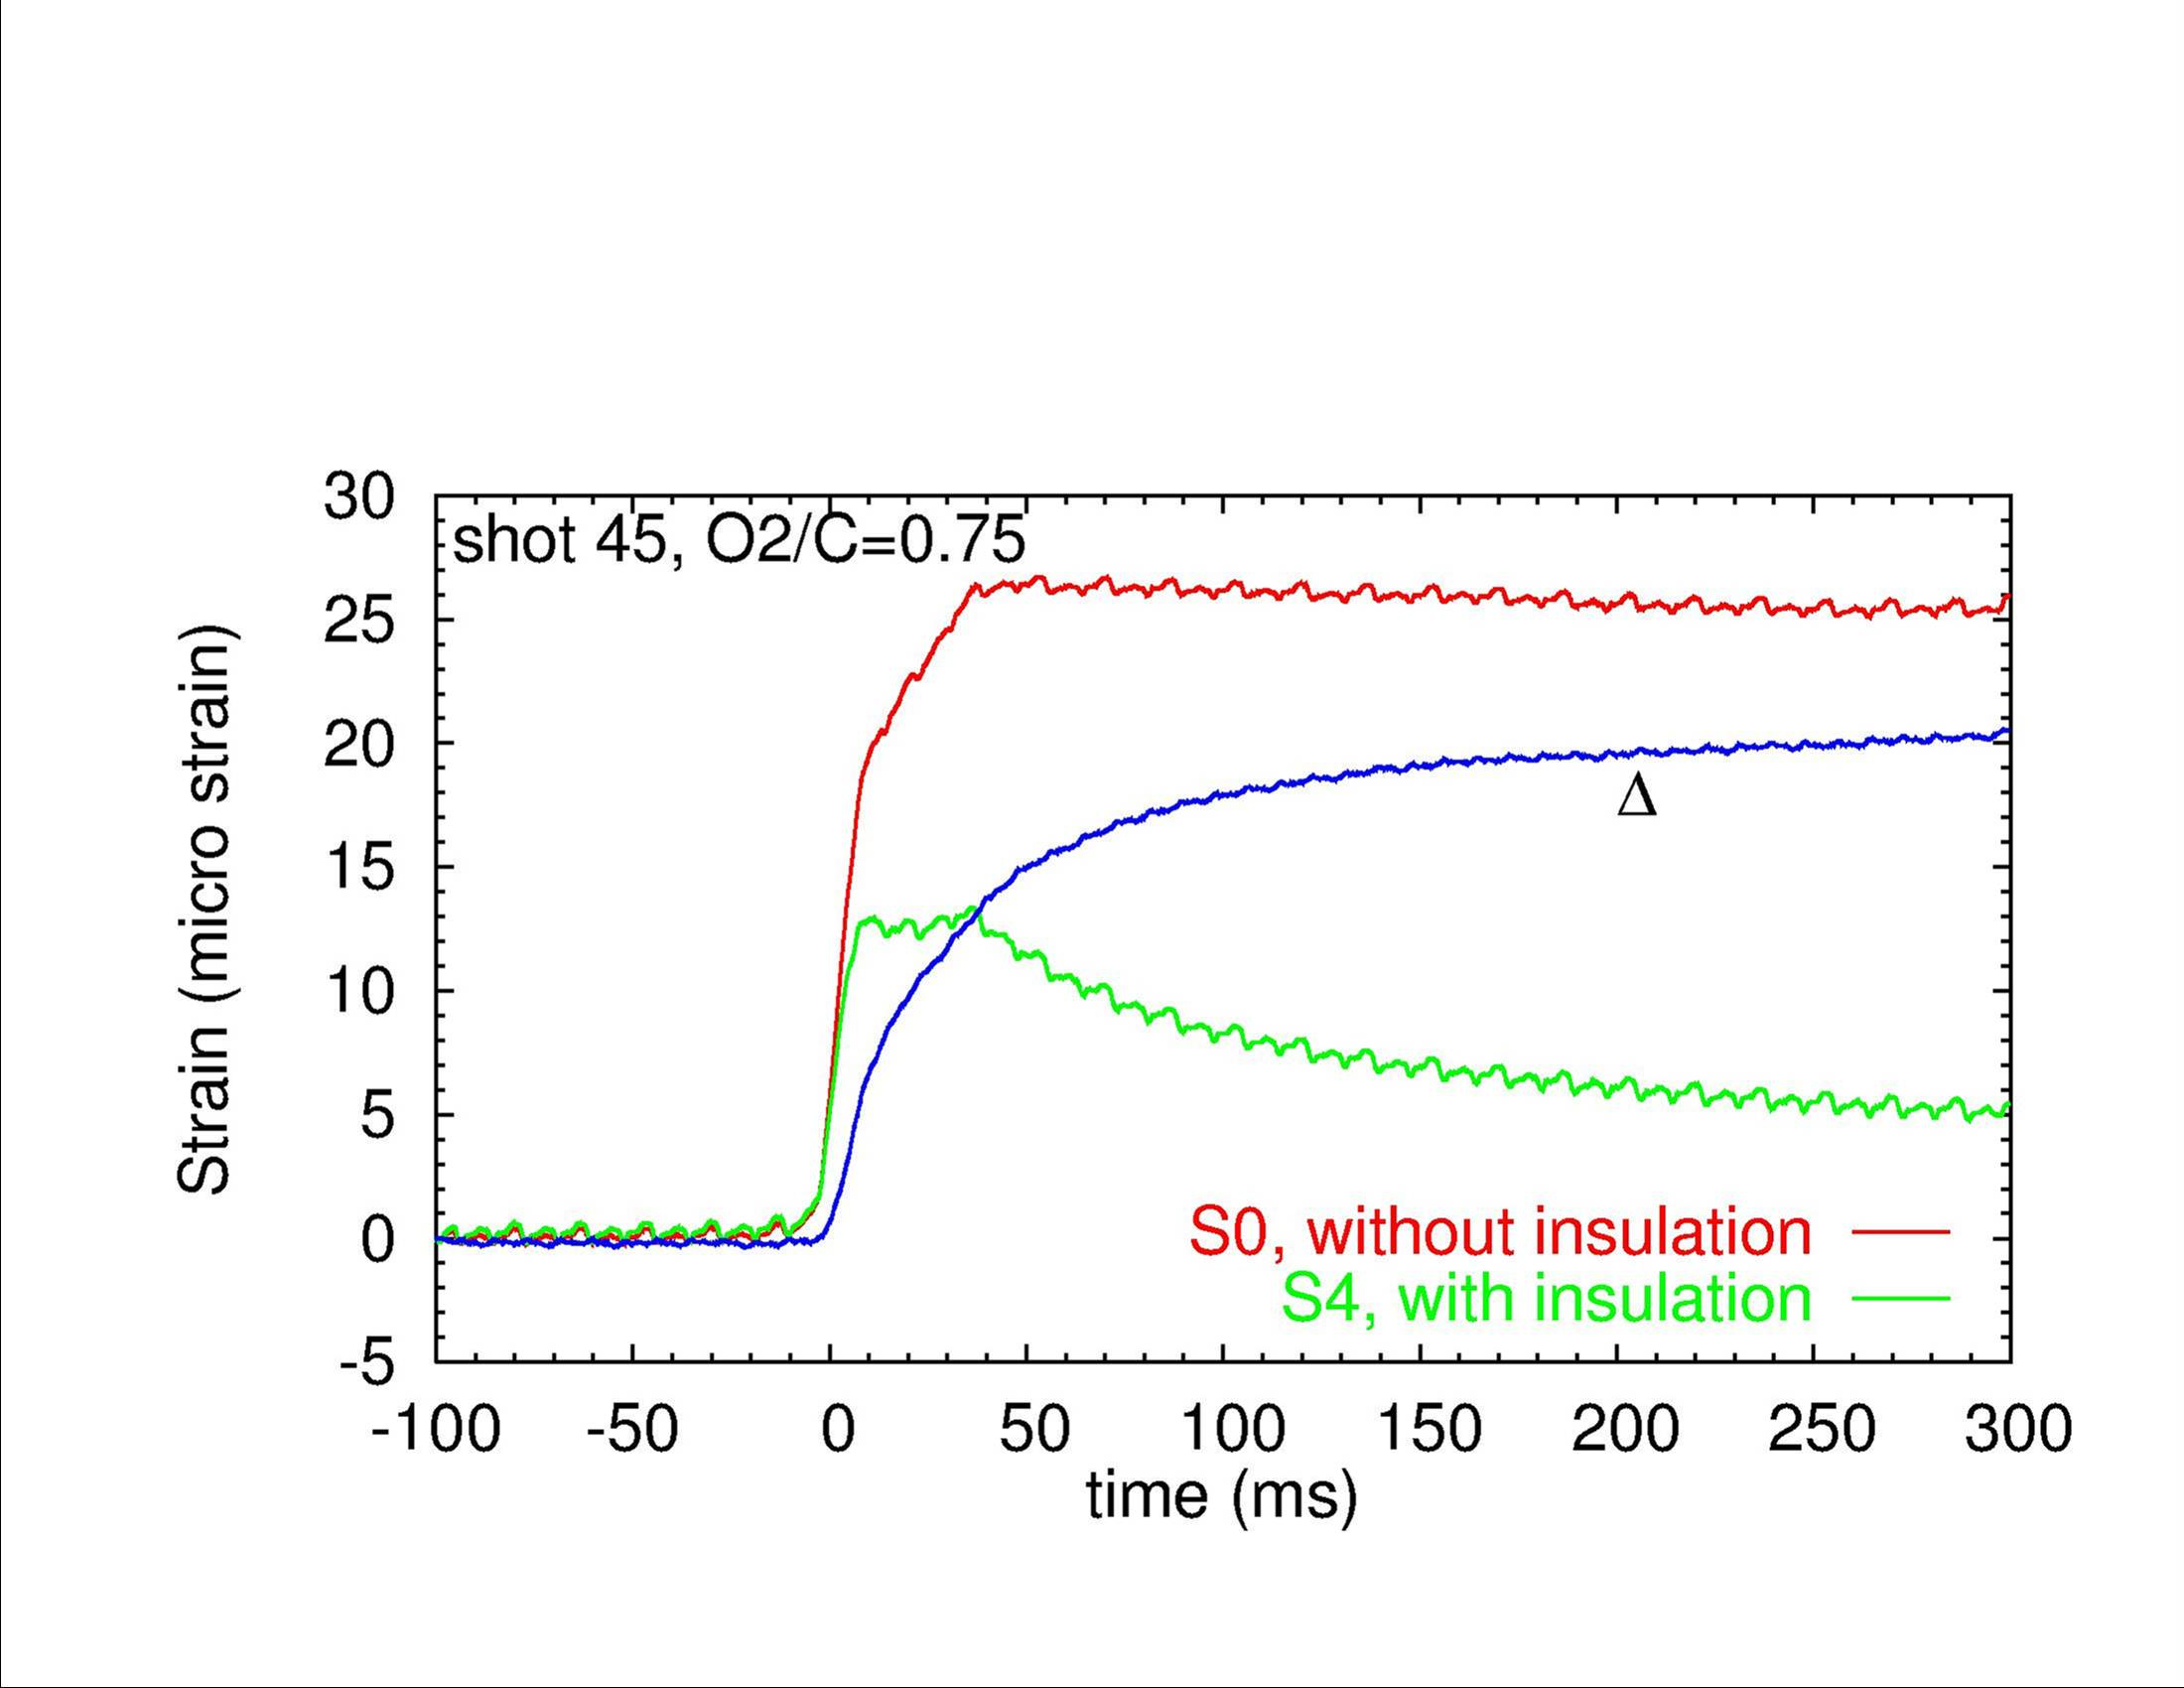 30
shot 45, O2/C=0.75
25
20
15
10
5
0
-5
Strain (micro strain)
Δ
S0, without insulation
S4, with insulation
-100 -50 0 50 100 150 200 250 300
time (ms)